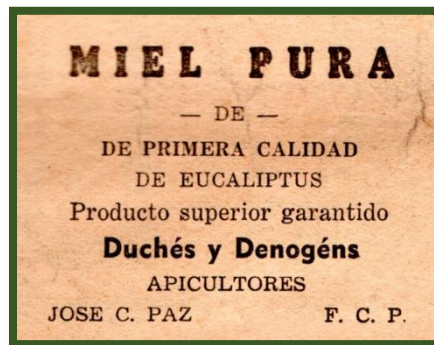 MIEL PURA
— DE —
DE PRIMERA CALIDAD
DE EUCALIPTUS
Producto superior garantido
Duchés y Denogéns
APICULTORES
JOSE C. PAZ F. C. P.